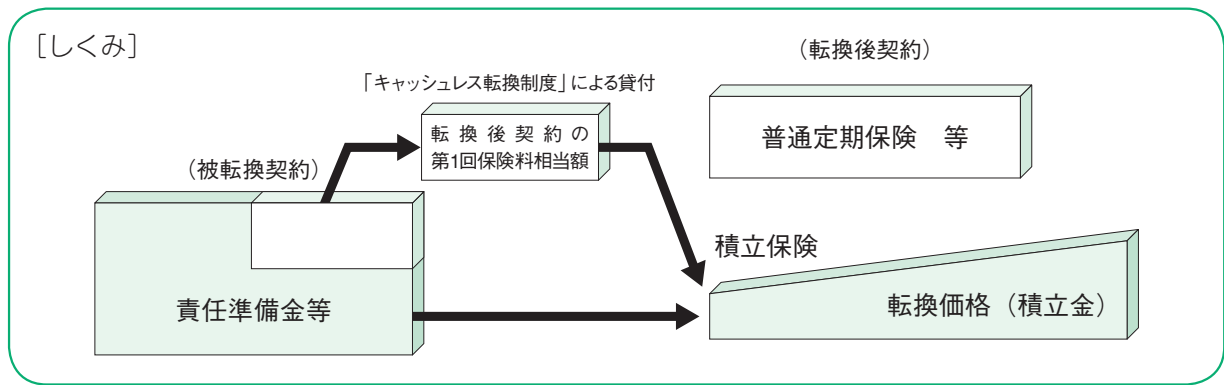 ［しくみ］
（転換後契約）
「キャッシュレス転換制度」による貸付
転換後契約の
第1回保険料相当額
普通定期保険　等
（被転換契約）
積立保険
責任準備金等
転換価格（積立金）